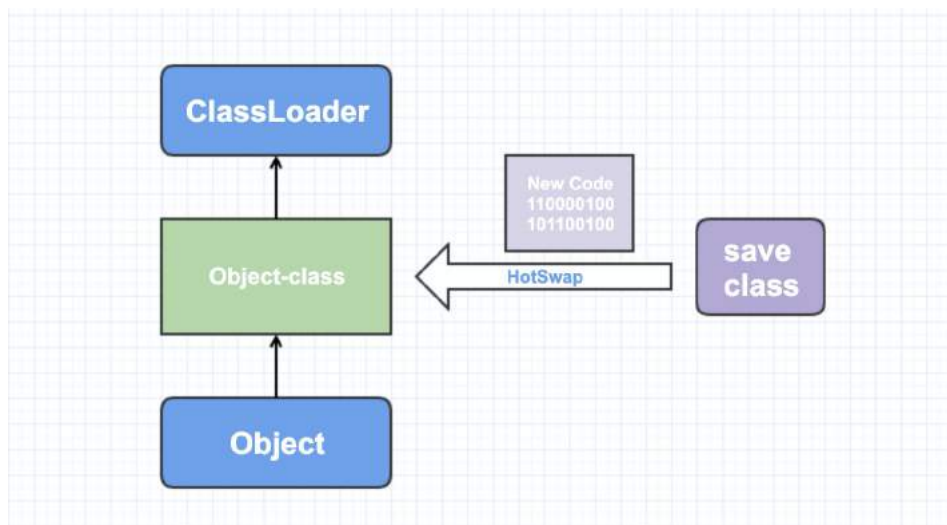 ClassLoader
New Code
110000100
101100100
Object-class
HotSwap
save
class
Object